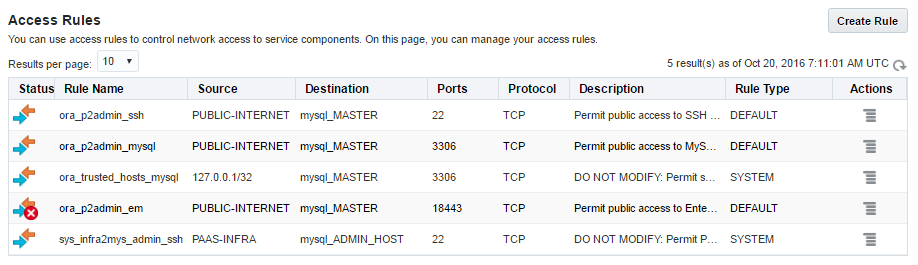 Access Rules
Create Rule
You can use access rules to control network access to service components. On this page, you can manage your access rules.
Results per page: 10
5 result(s) as of Oct 20, 2016 7:11:01 AM UTC
Status Rule Name Source Destination Ports Protocol Description Rule Type Actions
ora_p2admin_ssh PUBLIC-INTERNET mysql_MASTER 22 TCP Permit public access to SSH ... DEFAULT
ora_p2admin_mysql PUBLIC-INTERNET mysql_MASTER 3306 TCP Permit public access to MyS... DEFAULT
ora_trusted_hosts_mysql 127.0.0.1/32 mysql_MASTER 3306 TCP DO NOT MODIFY: Permit s... SYSTEM
ora_p2admin_em PUBLIC-INTERNET mysql_MASTER 18443 TCP Permit public access to Ente... DEFAULT
sys_infra2mys_admin_ssh PAAS-INFRA mysql_ADMIN_HOST 22 TCP DO NOT MODIFY: Permit P... SYSTEM